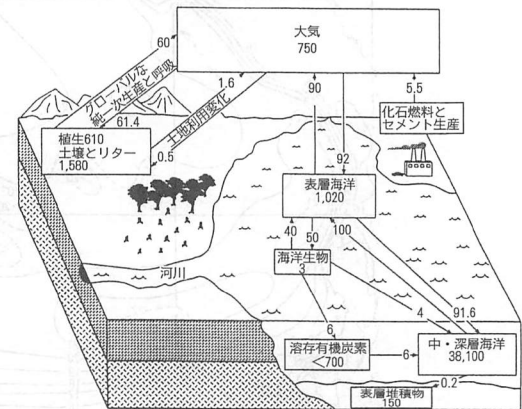 大気
750
60
グローバルな
純一次生産と呼吸
61.4
1.6
土地利用変化
0.5
90
92
5.5
化石燃料と
セメント生産
植生610
土壌とリター
1,580
表層海洋
1,020
40
50
100
海洋生物
3
河川
4
91.6
6
溶存有機炭素
<700
6
中・深層海洋
38,100
0.2
表層堆積物
150